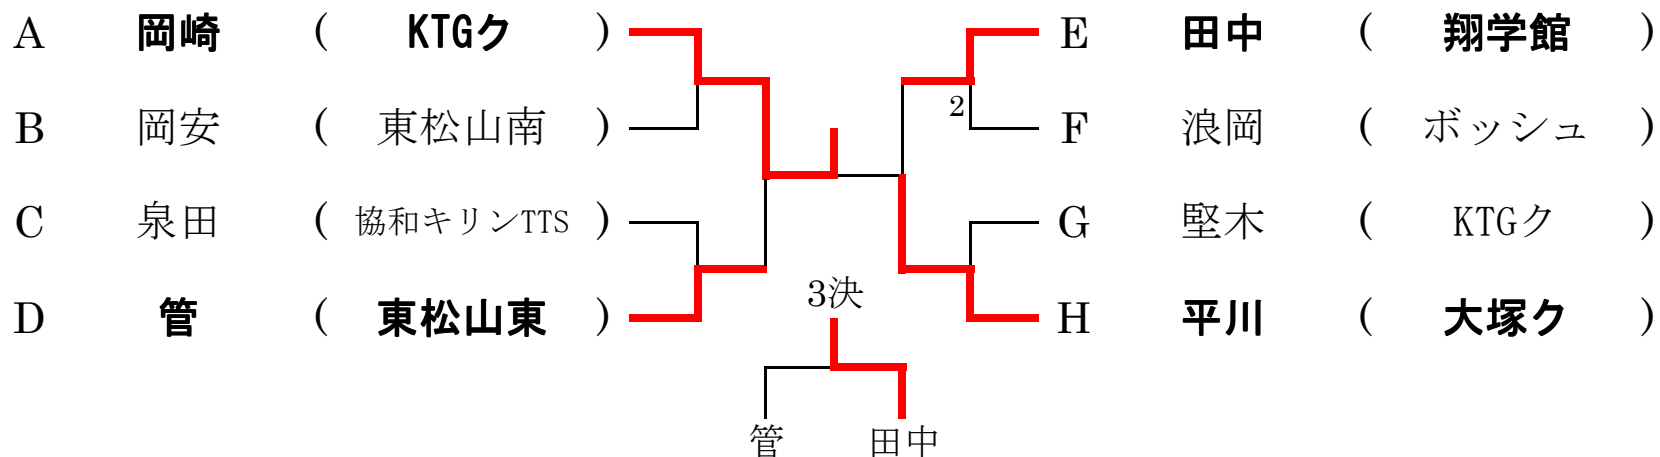 A 岡崎 ( KTGク ) E 田中 ( 翔学館 )
B 岡安 ( 東松山南 ) 2 F 浪岡 ( ボッシュ )
C 泉田 ( 協和キリンTTS ) G 堅木 ( KTGク )
3決
D 管 ( 東松山東 ) H 平川 ( 大塚ク )
管 田中